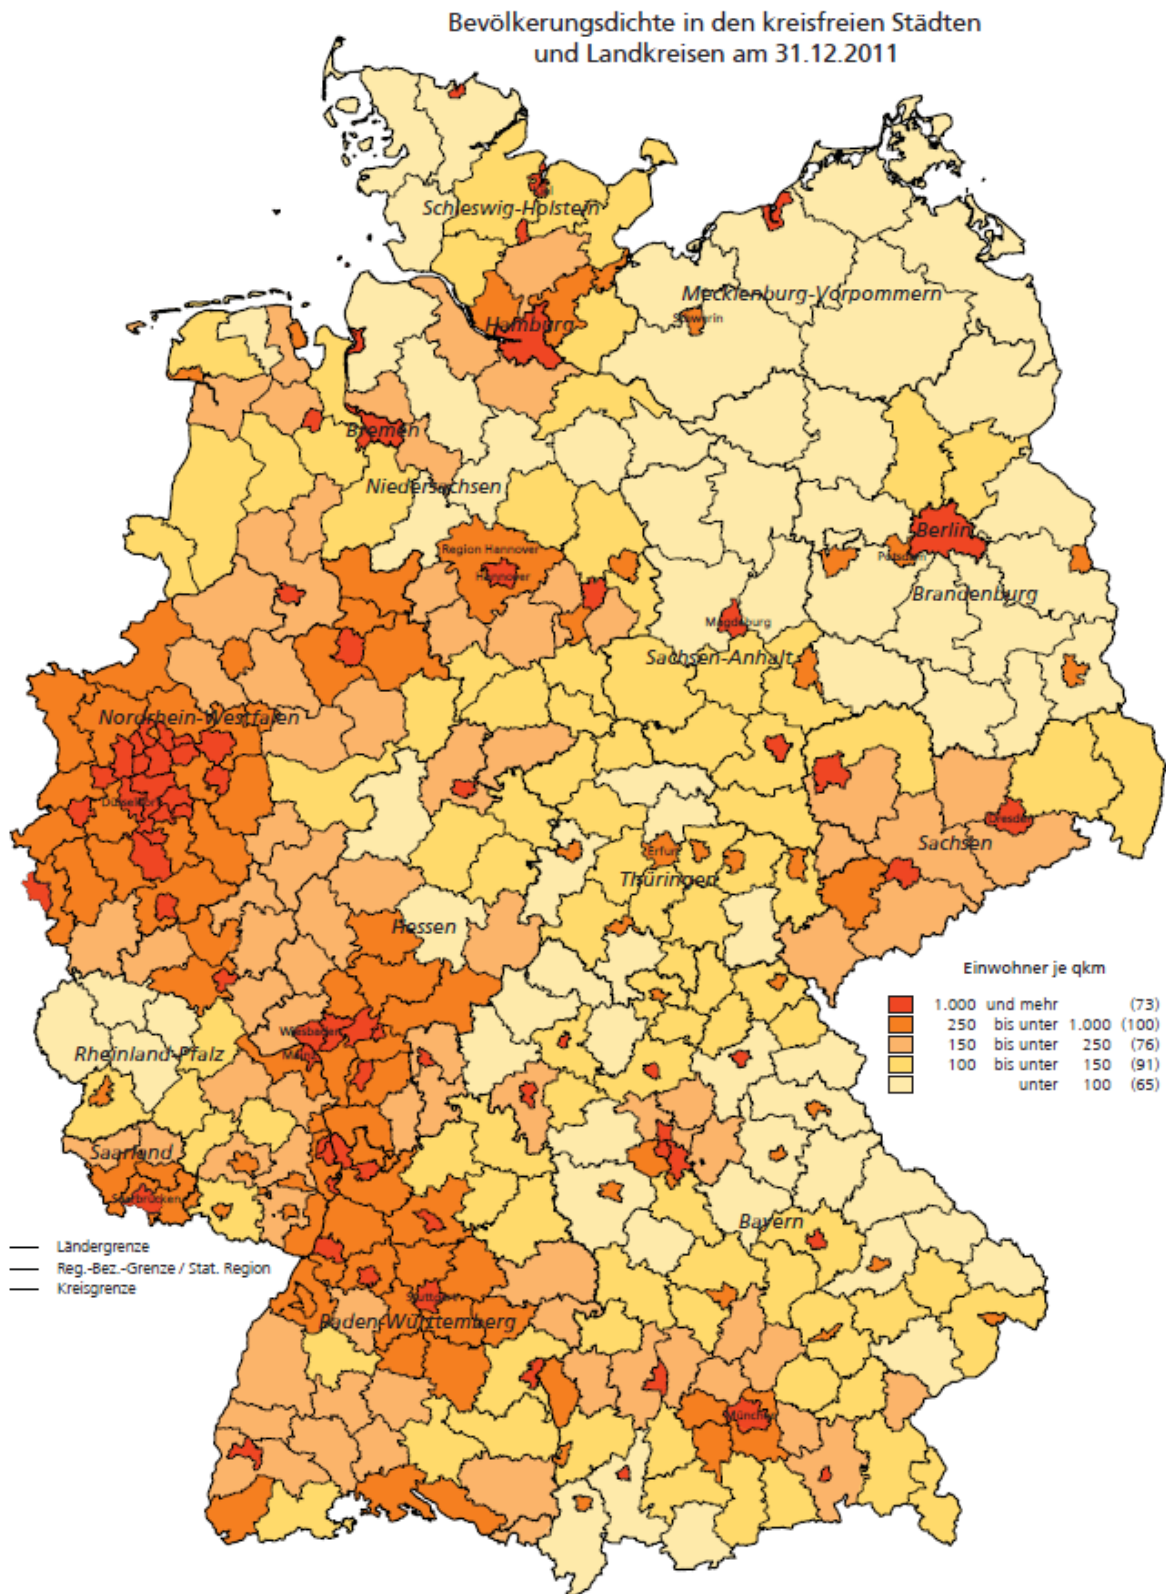 Bevölkerungsdichte in den kreisfreien Städten
und Landkreisen am 31.12.2011
Schleswig-Holstein
Mecklenburg-Vorpommern
Schwerin
Hamburg
Bremen
Niedersachsen
Region Hannover
Hannover
Berlin
Potsdam
Brandenburg
Magdeburg
Sachsen-Anhalt
Nordrhein-Westfalen
Düsseldorf
Dresden
Sachsen
Erfurt
Thüringen
Hessen
Wiesbaden
Mainz
Rheinland-Pfalz
Saarland
Saarbrücken
Bayern
Stuttgart
Baden-Württemberg
München
Einwohner je qkm
1.000 und mehr (73)
250 bis unter 1.000 (100)
150 bis unter 250 (76)
100 bis unter 150 (91)
unter 100 (65)
Ländergrenze
Reg.-Bez.-Grenze / Stat. Region
Kreisgrenze